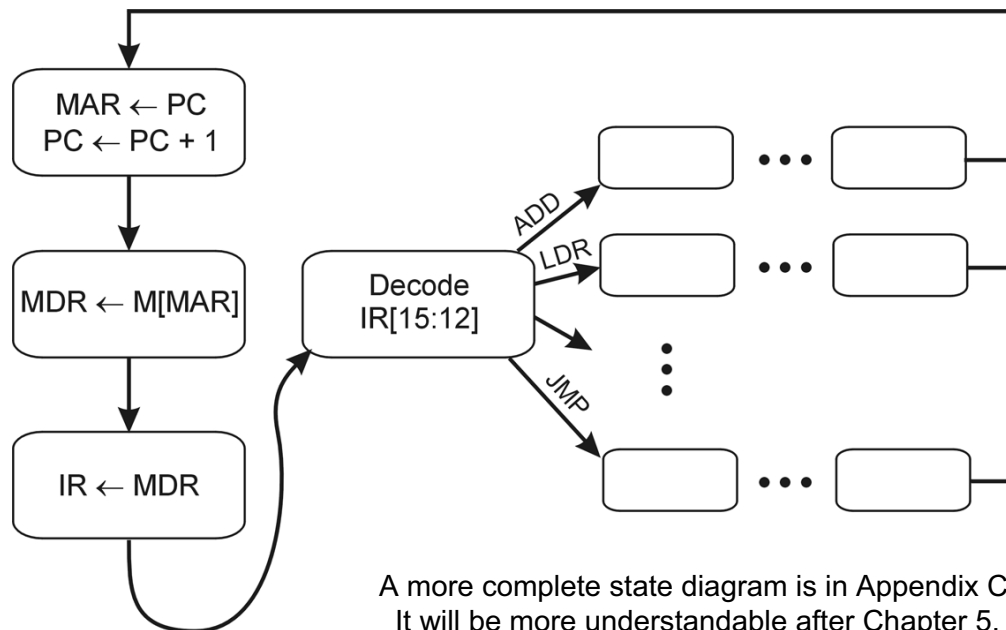 MAR ← PC
PC ← PC + 1
MDR ← M[MAR]
IR ← MDR
Decode
IR[15:12]
ADD
LDR
JMP
A more complete state diagram is in Appendix C
It will be more understandable after Chapter 5.